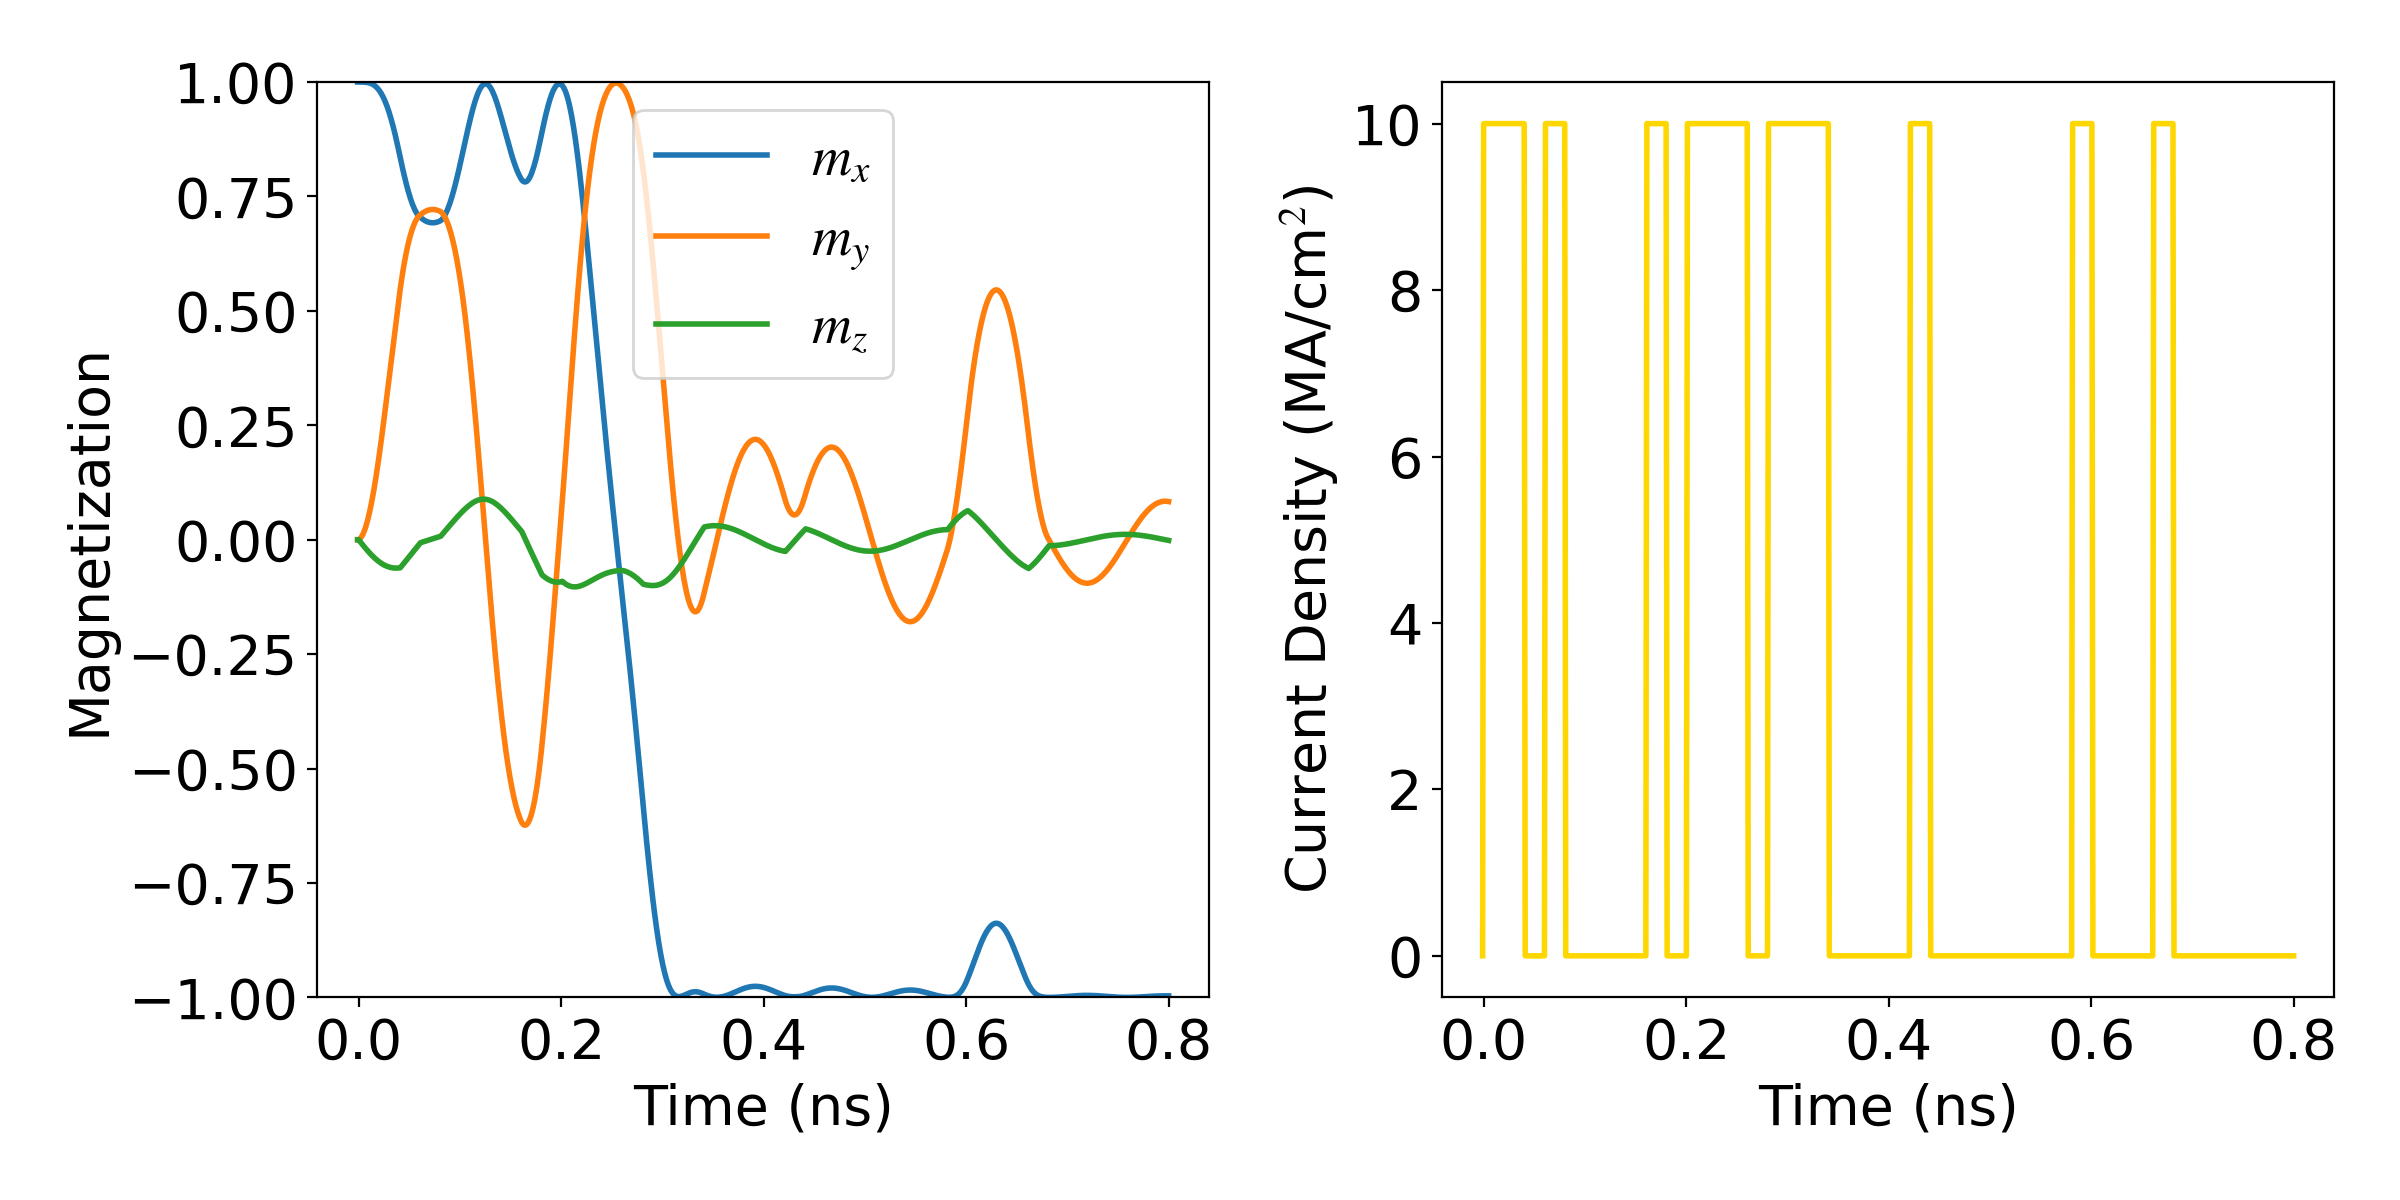 1.00
0.75
0.50
0.25
0.00
−0.25
−0.50
−0.75
−1.00
Magnetization
0.0 0.2 0.4 0.6 0.8
Time (ns)
m_x
m_y
m_z
10
8
6
4
2
0
Current Density (MA/cm²)
0.0 0.2 0.4 0.6 0.8
Time (ns)